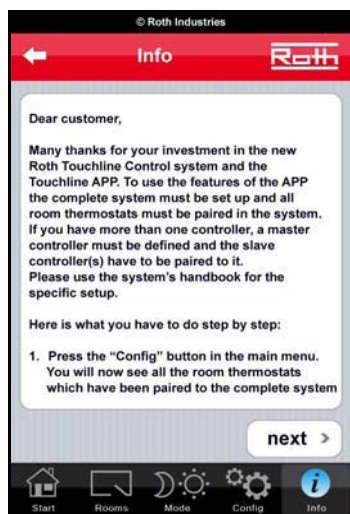 © Roth Industries
Info
Roth
Dear customer,
Many thanks for your investment in the new
Roth Touchline Control system and the
Touchline APP. To use the features of the APP
the complete system must be set up and all
room thermostats must be paired in the system.
If you have more than one controller, a master
controller must be defined and the slave
controller(s) have to be paired to it.
Please use the system's handbook for the
specific setup.
Here is what you have to do step by step:
1. Press the “Config” button in the main menu.
You will now see all the room thermostats
which have been paired to the complete system
next >
Start Rooms Mode Config Info